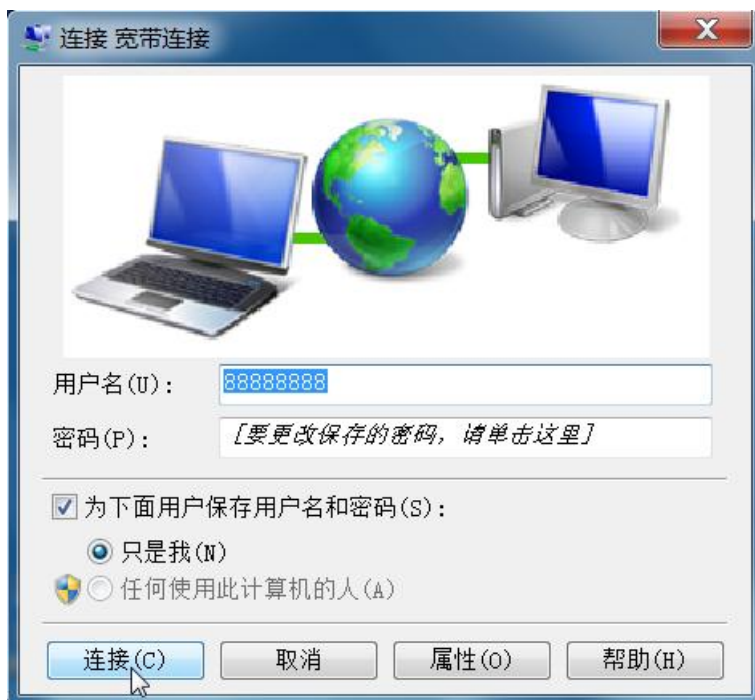 连接 宽带连接
用户名(U):
88888888
密码(P):
[要更改保存的密码，请单击这里]
为下面用户保存用户名和密码(S):
只是我(N)
任何使用此计算机的人(A)
连接(C) 取消 属性(O) 帮助(H)